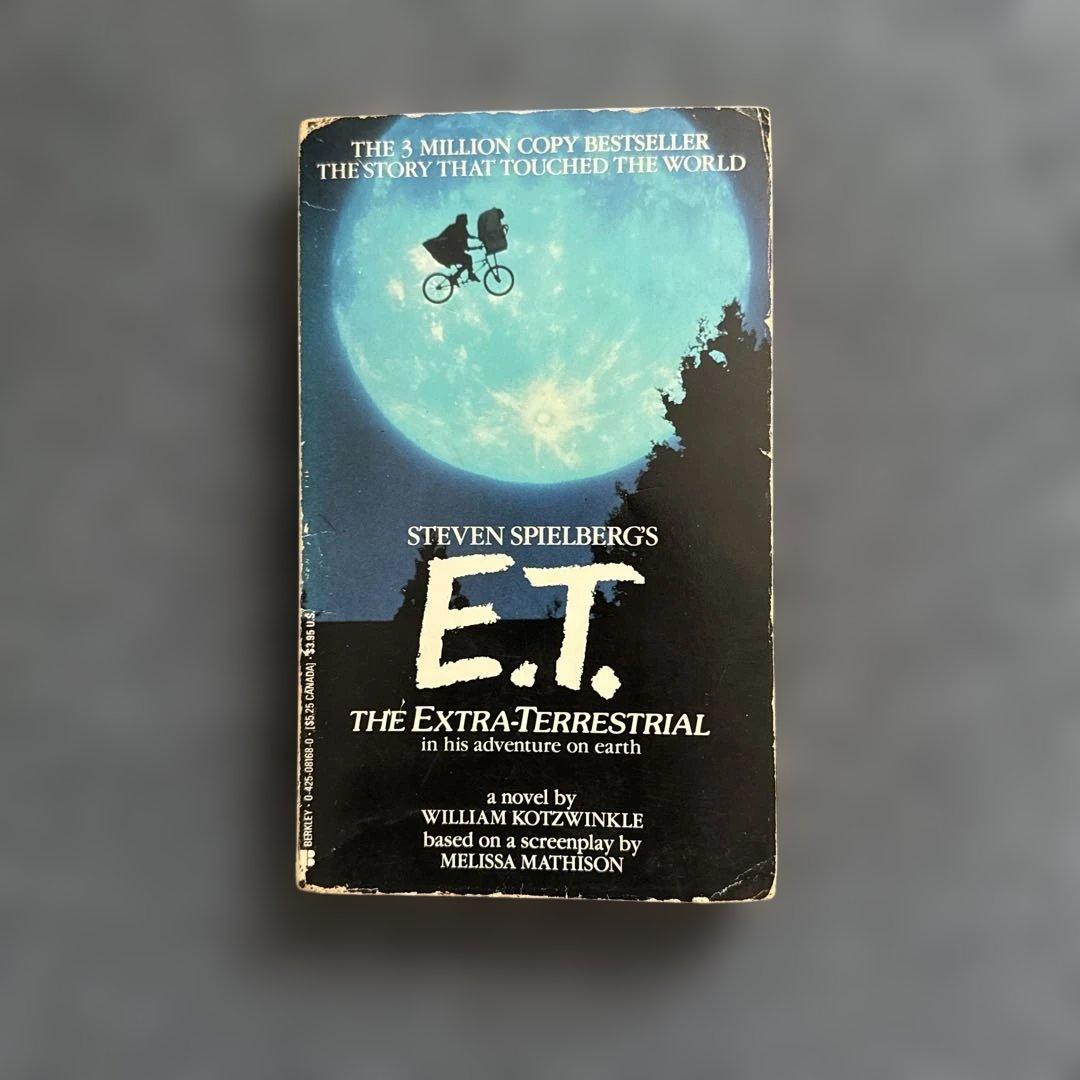 THE 3 MILLION COPY BESTSELLER
THE STORY THAT TOUCHED THE WORLD
STEVEN SPIELBERG'S
E.T.
THE EXTRA-TERRESTRIAL
in his adventure on earth
a novel by
WILLIAM KOTZWINKLE
based on a screenplay by
MELISSA MATHISON
BERKLEY • 0-425-08168-0 • [$5.25 CANADA] • $3.95 U.S.